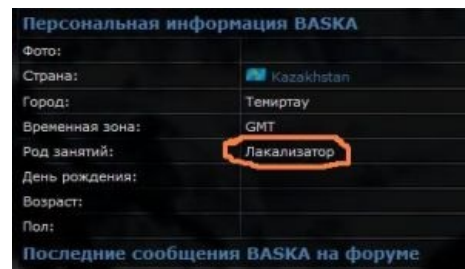 Персональная информация BASKA
Фото:
Страна: Kazakhstan
Город: Темиртау
Временная зона: GMT
Род занятий: Лакализатор
День рождения:
Возраст:
Пол:
Последние сообщения BASKA на форуме